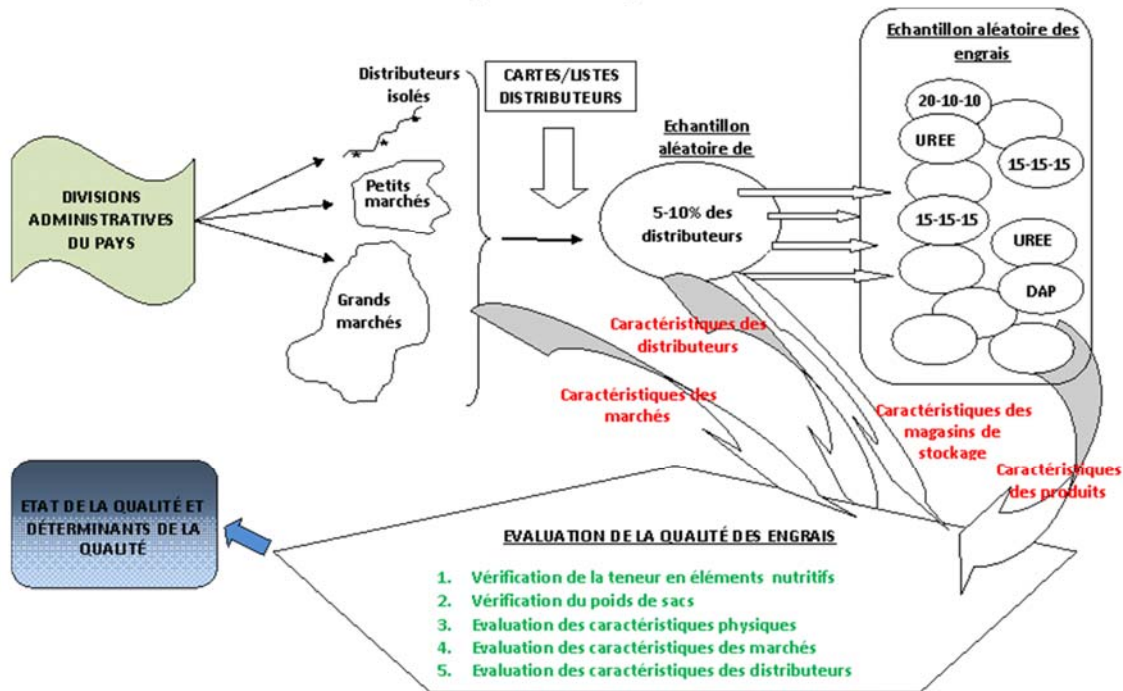 DIVISIONS
ADMINISTRATIVES
DU PAYS
Distributeurs
isolés
Petits
marchés
Grands
marchés
CARTES/LISTES
DISTRIBUTEURS
Echantillon
aléatoire de
5-10% des
distributeurs
Echantillon aléatoire des
engrais
20-10-10
UREE
15-15-15
15-15-15
UREE
DAP
Caractéristiques des
distributeurs
Caractéristiques des
marchés
Caractéristiques des
magasins de
stockage
Caractéristiques
des produits
ETAT DE LA QUALITÉ ET
DÉTERMINANTS DE LA
QUALITÉ
EVALUATION DE LA QUALITÉ DES ENGRAIS
1. Vérification de la teneur en éléments nutritifs
2. Vérification du poids de sacs
3. Evaluation des caractéristiques physiques
4. Evaluation des caractéristiques des marchés
5. Evaluation des caractéristiques des distributeurs